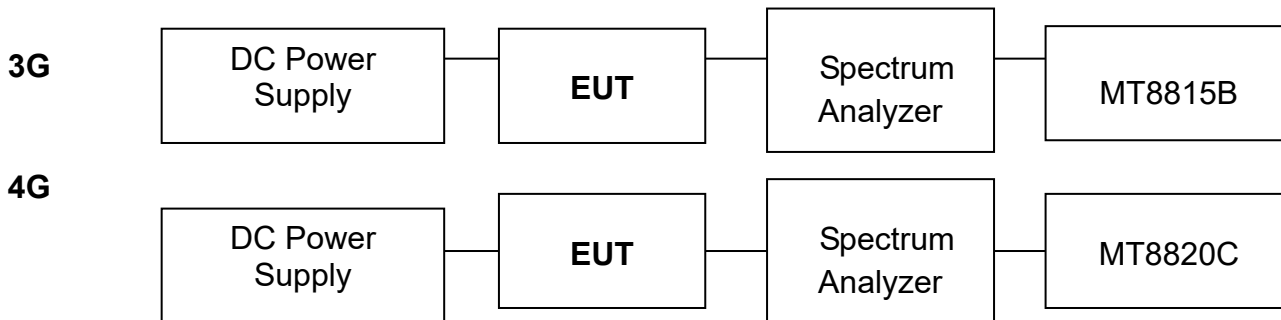 3G
DC Power
Supply
EUT
Spectrum
Analyzer
MT8815B
4G
DC Power
Supply
EUT
Spectrum
Analyzer
MT8820C